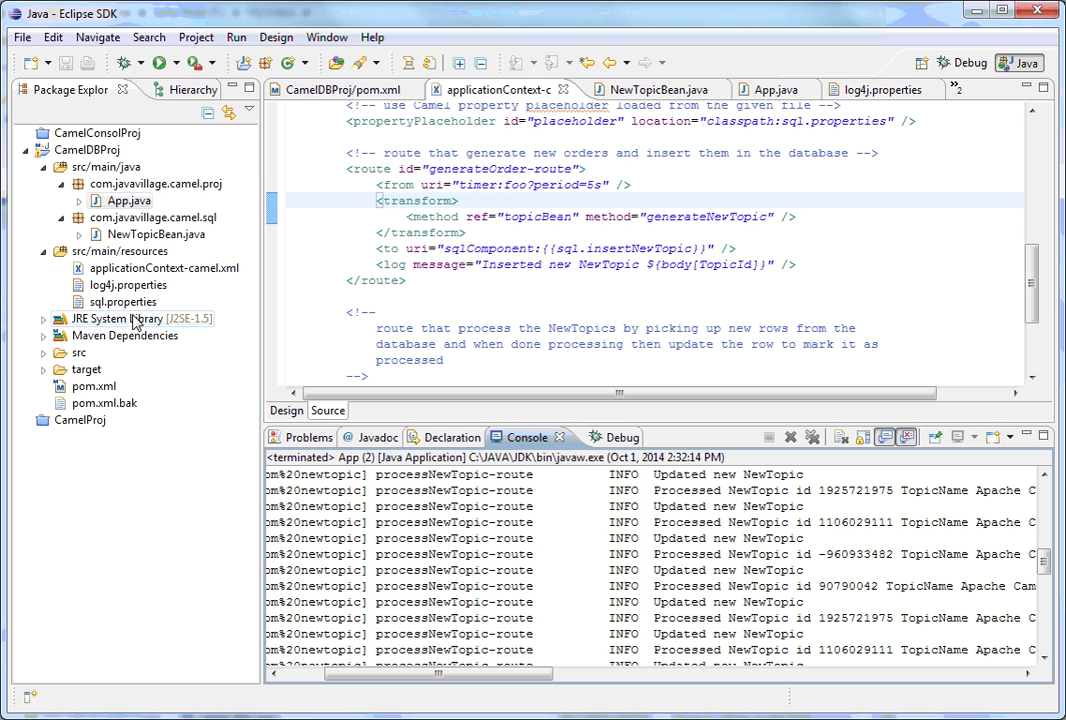 Java - Eclipse SDK
File Edit Navigate Search Project Run Design Window Help
Debug Java
Package Explor Hierarchy
CamelDBProj/pom.xml applicationContext-c NewTopicBean.java App.java log4j.properties »2
CamelConsolProj
CamelDBProj
src/main/java
com.javavillage.camel.proj
App.java
com.javavillage.camel.sql
NewTopicBean.java
src/main/resources
applicationContext-camel.xml
log4j.properties
sql.properties
JRE System Library [J2SE-1.5]
Maven Dependencies
src
target
pom.xml
pom.xml.bak
CamelProj
<!-- use Camel property placeholder loaded from the given file -->
<propertyPlaceholder id="placeholder" location="classpath:sql.properties" />
<!-- route that generate new orders and insert them in the database -->
<route id="generateOrder-route">
<from uri="timer:foo?period=5s" />
<transform>
<method ref="topicBean" method="generateNewTopic" />
</transform>
<to uri="sqlComponent:{{sql.insertNewTopic}}" />
<log message="Inserted new NewTopic ${body[TopicId]}" />
</route>
<!--
route that process the NewTopics by picking up new rows from the
database and when done processing then update the row to mark it as
processed
-->
Design Source
Problems Javadoc Declaration Console Debug
<terminated> App (2) [Java Application] C:\JAVA\JDK\bin\javaw.exe (Oct 1, 2014 2:32:14 PM)
om%20newtopic] processNewTopic-route INFO Updated new NewTopic
om%20newtopic] processNewTopic-route INFO Processed NewTopic id 1925721975 TopicName Apache C
om%20newtopic] processNewTopic-route INFO Updated new NewTopic
om%20newtopic] processNewTopic-route INFO Processed NewTopic id 1106029111 TopicName Apache C
om%20newtopic] processNewTopic-route INFO Updated new NewTopic
om%20newtopic] processNewTopic-route INFO Processed NewTopic id -960933482 TopicName Apache C
om%20newtopic] processNewTopic-route INFO Updated new NewTopic
om%20newtopic] processNewTopic-route INFO Processed NewTopic id 90790042 TopicName Apache Cam
om%20newtopic] processNewTopic-route INFO Updated new NewTopic
om%20newtopic] processNewTopic-route INFO Processed NewTopic id 1925721975 TopicName Apache C
om%20newtopic] processNewTopic-route INFO Updated new NewTopic
om%20newtopic] processNewTopic-route INFO Processed NewTopic id 1106029111 TopicName Apache C
om%20newtopic] processNewTopic-route INFO Updated new NewTopic